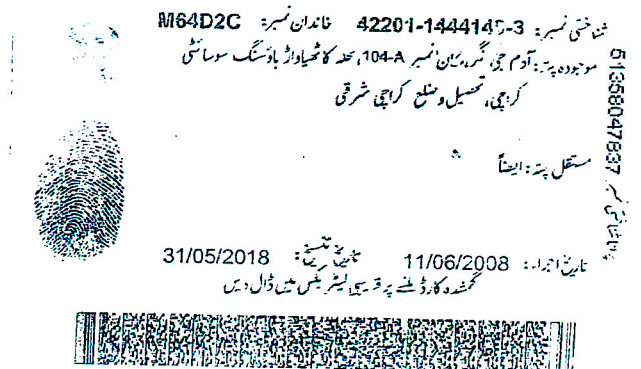 شناختی نمبر: 42201-1444145-3 خاندان نمبر: M64D2C
موجودہ پتہ: آدم جی نگر، مکان نمبر A-104، محلہ کاٹھیاواڑ ہاؤسنگ سوسائٹی
کراچی، تحصیل و ضلع کراچی شرقی
مستقل پتہ: ایضاً
تاریخ اجراء: 11/06/2008 تاریخ تنسیخ: 31/05/2018
گمشدہ کارڈ ملنے پر قریبی لیٹر بکس میں ڈال دیں
51358047837